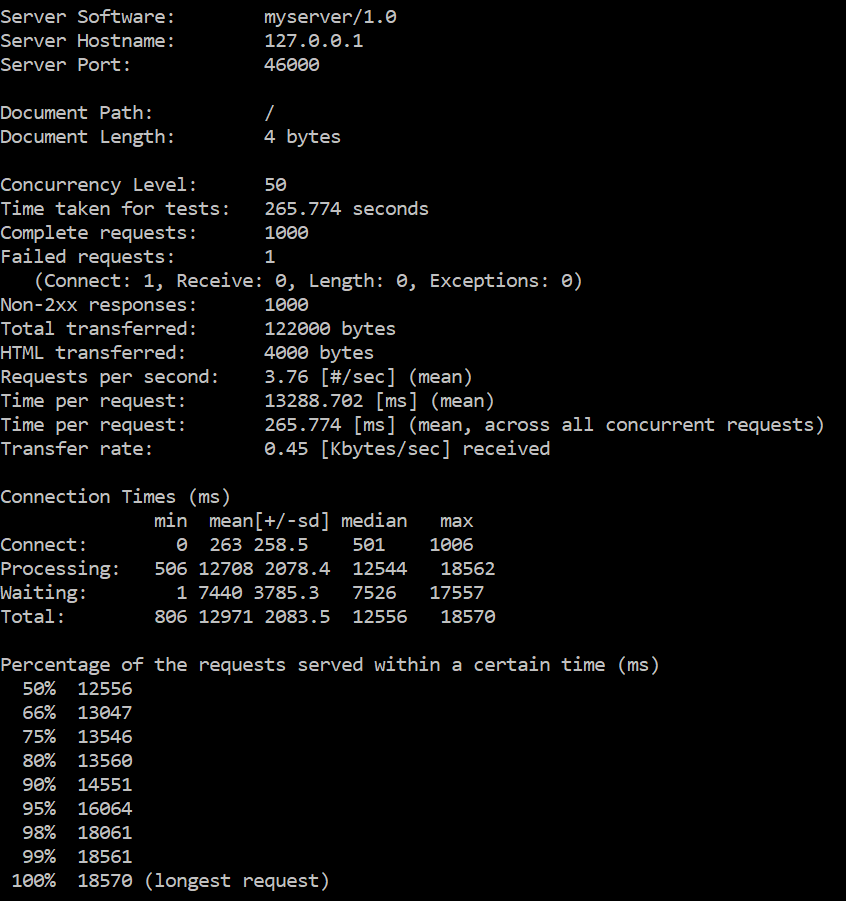 Server Software:        myserver/1.0
Server Hostname:        127.0.0.1
Server Port:            46000

Document Path:          /
Document Length:        4 bytes

Concurrency Level:      50
Time taken for tests:   265.774 seconds
Complete requests:      1000
Failed requests:        1
   (Connect: 1, Receive: 0, Length: 0, Exceptions: 0)
Non-2xx responses:      1000
Total transferred:      122000 bytes
HTML transferred:       4000 bytes
Requests per second:    3.76 [#/sec] (mean)
Time per request:       13288.702 [ms] (mean)
Time per request:       265.774 [ms] (mean, across all concurrent requests)
Transfer rate:          0.45 [Kbytes/sec] received

Connection Times (ms)
              min  mean[+/-sd] median   max
Connect:        0  263 258.5    501    1006
Processing:   506 12708 2078.4  12544   18562
Waiting:        1 7440 3785.3   7526   17557
Total:        806 12971 2083.5  12556   18570

Percentage of the requests served within a certain time (ms)
  50%  12556
  66%  13047
  75%  13546
  80%  13560
  90%  14551
  95%  16064
  98%  18061
  99%  18561
 100%  18570 (longest request)